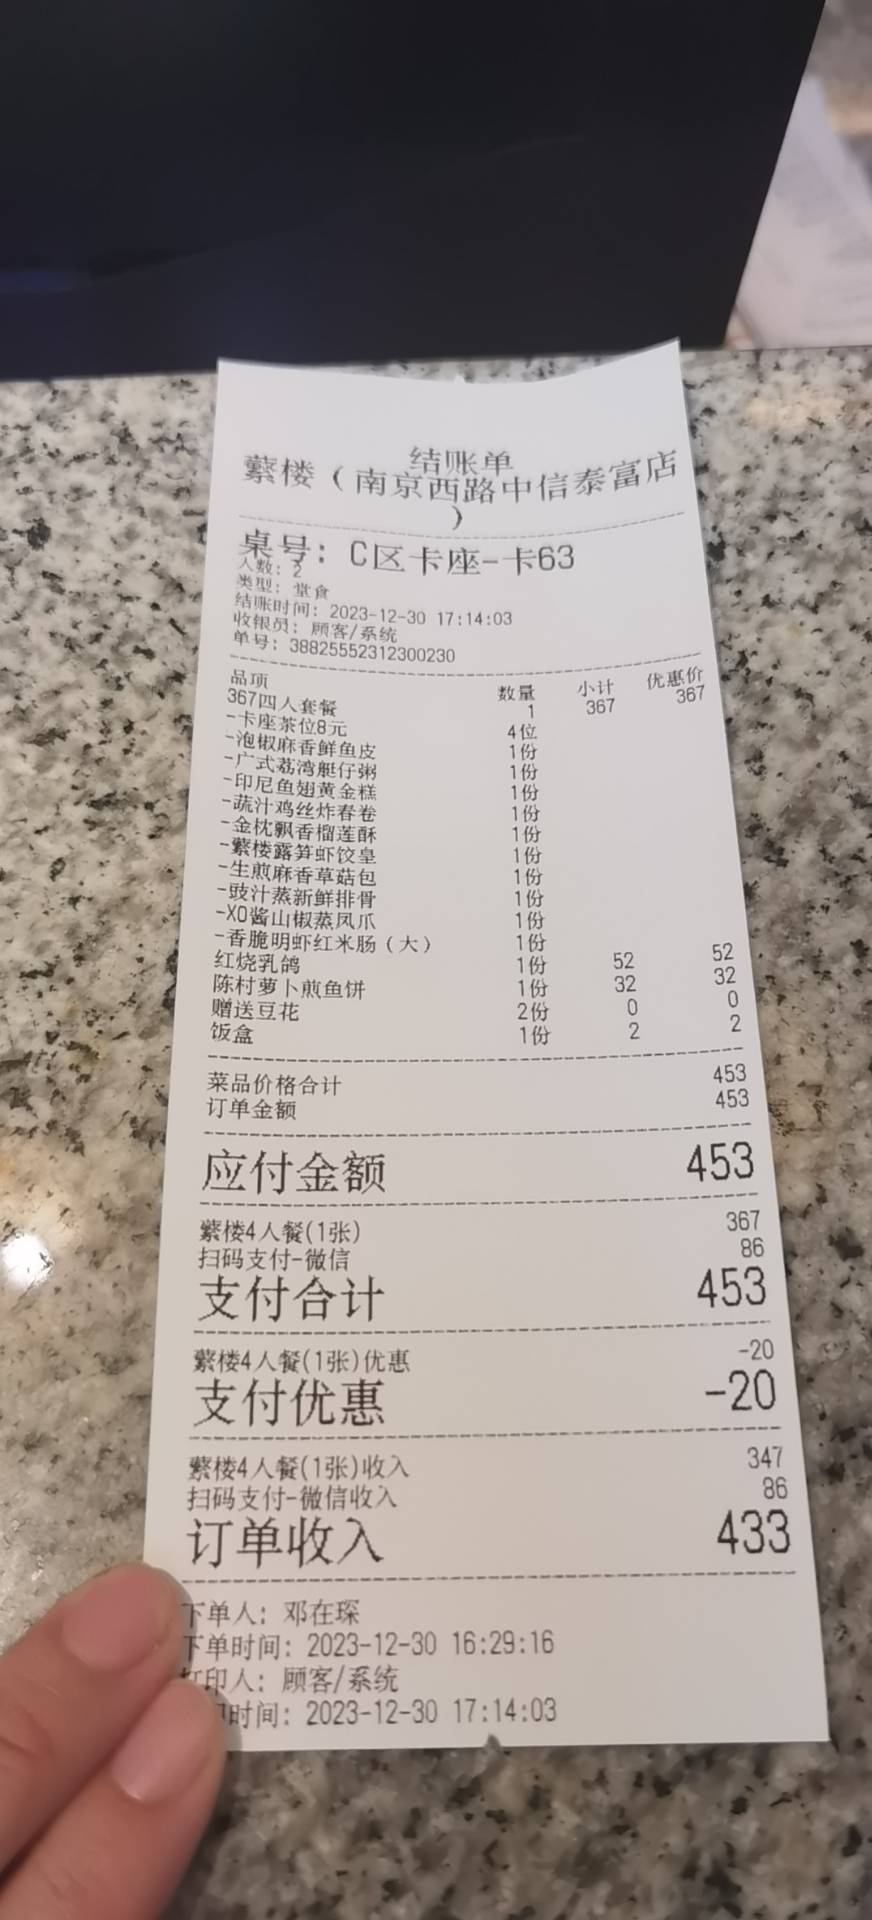 结账单
蘩楼（南京西路中信泰富店
）
桌号: C区卡座-卡63
人数: 2
类型: 堂食
结账时间: 2023-12-30 17:14:03
收银员: 顾客/系统
单号: 38825552312300230
品项 数量 小计 优惠价
367四人套餐 1 367 367
-卡座茶位8元 4位
-泡椒麻香鲜鱼皮 1份
-广式荔湾艇仔粥 1份
-印尼鱼翅黄金糕 1份
-蔬汁鸡丝炸春卷 1份
-金枕飘香榴莲酥 1份
-蘩楼露笋虾饺皇 1份
-生煎麻香草菇包 1份
-豉汁蒸新鲜排骨 1份
-XO酱山椒蒸凤爪 1份
-香脆明虾红米肠（大） 1份
红烧乳鸽 1份 52 52
陈村萝卜煎鱼饼 1份 32 32
赠送豆花 2份 0 0
饭盒 1份 2 2
菜品价格合计 453
订单金额 453
应付金额 453
蘩楼4人餐(1张) 367
扫码支付-微信 86
支付合计 453
蘩楼4人餐(1张)优惠 -20
支付优惠 -20
蘩楼4人餐(1张)收入 347
扫码支付-微信收入 86
订单收入 433
下单人: 邓在琛
下单时间: 2023-12-30 16:29:16
打印人: 顾客/系统
时间: 2023-12-30 17:14:03